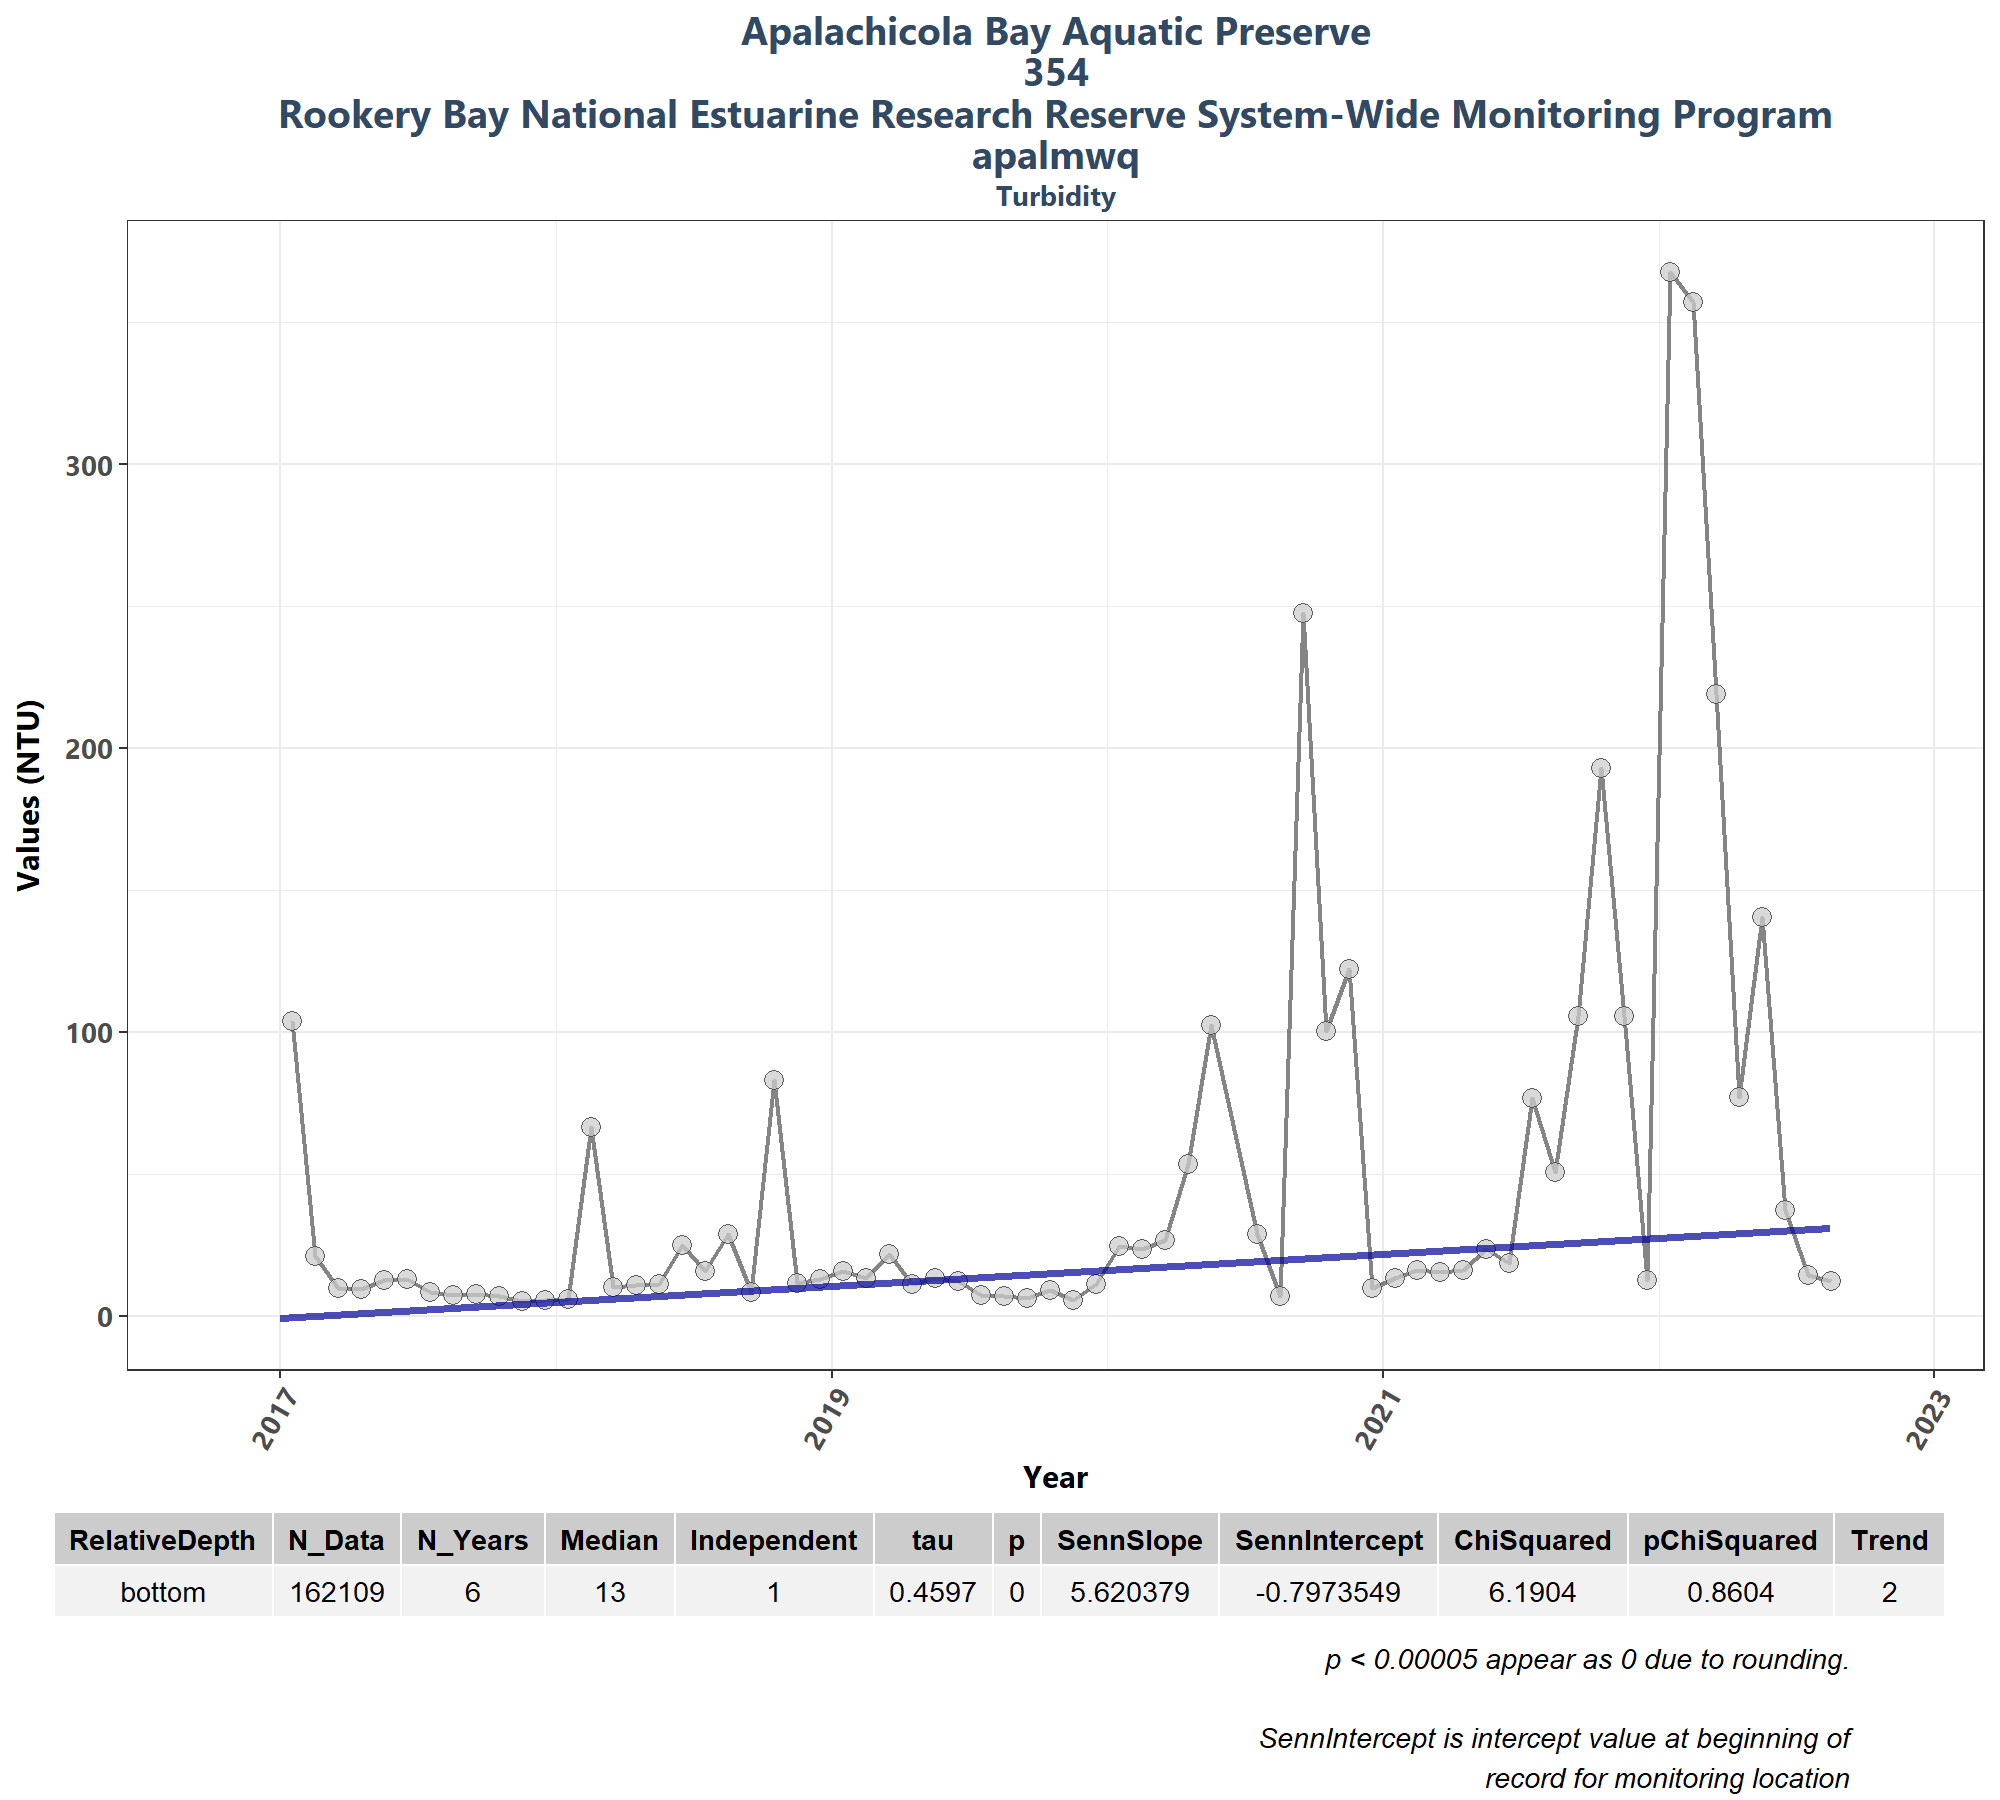 Apalachicola Bay Aquatic Preserve
354
Rookery Bay National Estuarine Research Reserve System-Wide Monitoring Program
apalmwq
Turbidity
Values (NTU)
300
200
100
0
2017 2019 2021 2023
Year
RelativeDepth N_Data N_Years Median Independent tau p SennSlope SennIntercept ChiSquared pChiSquared Trend
bottom 162109 6 13 1 0.4597 0 5.620379 -0.7973549 6.1904 0.8604 2
p < 0.00005 appear as 0 due to rounding.
SennIntercept is intercept value at beginning of
record for monitoring location